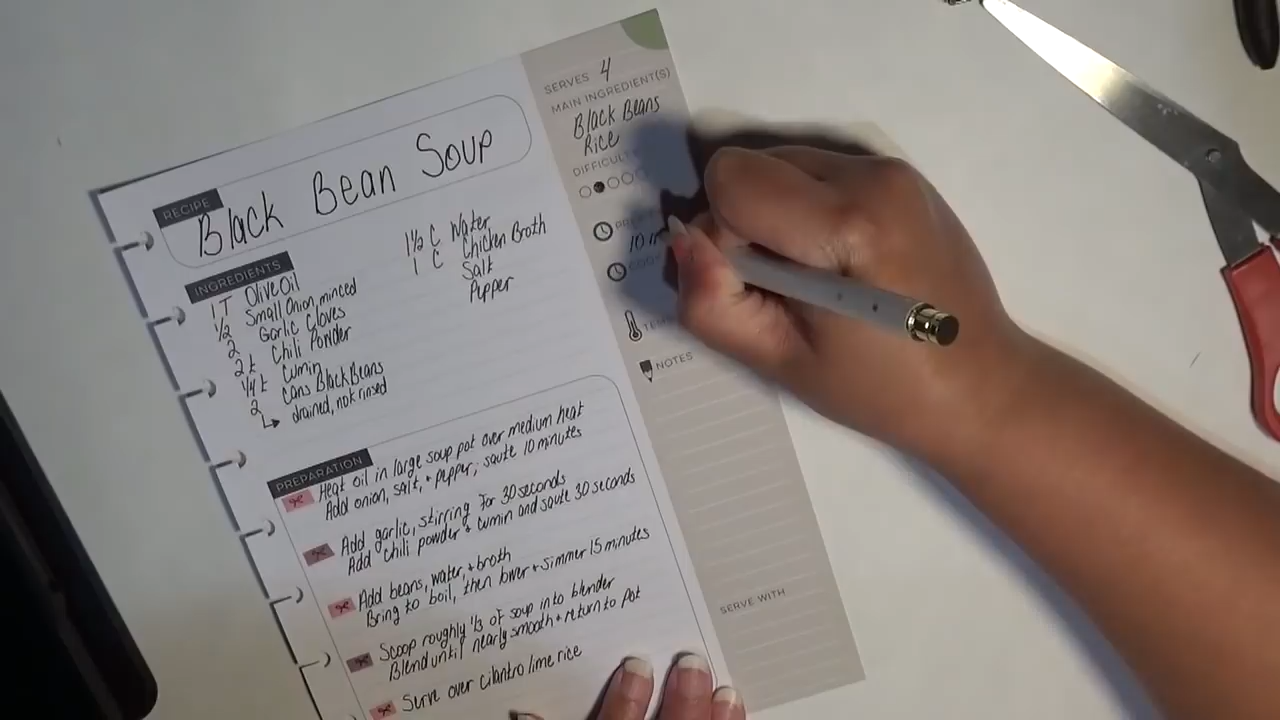 RECIPE
Black Bean Soup
INGREDIENTS
1 T Olive Oil
1/2 Small Onion, minced
2 Garlic Cloves
2 t Chili Powder
1/4 t Cumin
2 Cans Black Beans
drained, not rinsed
1 1/2 C Water
1 C Chicken Broth
Salt
Pepper
PREPARATION
Heat oil in large soup pot over medium heat
Add onion, salt, + pepper; saute 10 minutes
Add garlic, stirring for 30 seconds
Add chili powder + cumin and saute 30 seconds
Add beans, water, + broth
Bring to boil, then lower + simmer 15 minutes
Scoop roughly 1/3 of soup into blender
Blend until nearly smooth + return to pot
Serve over cilantro lime rice
SERVES 4
MAIN INGREDIENT(S)
Black Beans
Rice
10
NOTES
SERVE WITH